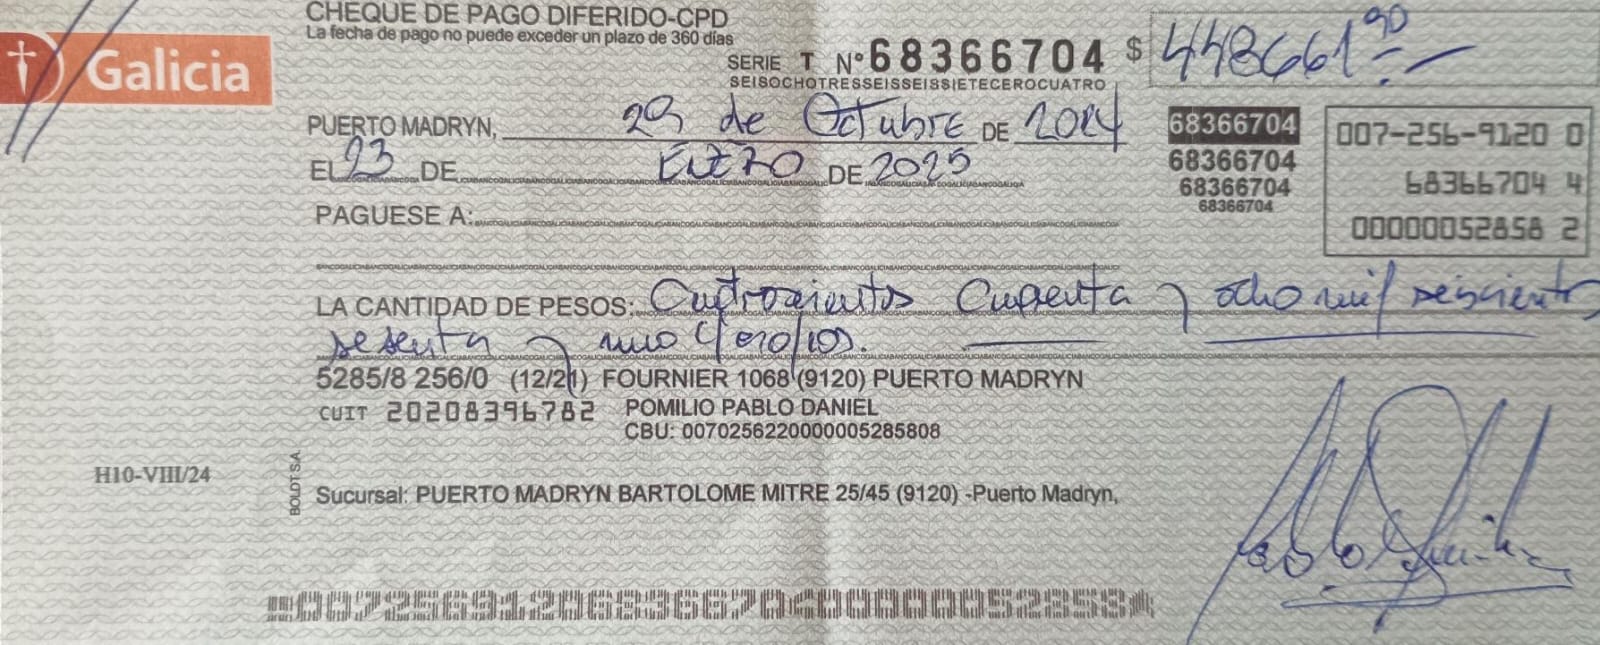 CHEQUE DE PAGO DIFERIDO-CPD
La fecha de pago no puede exceder un plazo de 360 días
Galicia
SERIE T Nº 68366704 $ 448661,90
SEISOCHOTRESSEISSEISSIETECEROCUATRO
PUERTO MADRYN, 29 de Octubre DE 2024
EL 23 DE ENERO DE 2025
PAGUESE A:
68366704
68366704
68366704
68366704
007-256-9120 0
68366704 4
00000052858 2
LA CANTIDAD DE PESOS: Cuatrocientos Cuarenta y ocho mil seiscientos
sesenta y uno c/
5285/8 256/0 (12/21) FOURNIER 1068 (9120) PUERTO MADRYN
CUIT 20208396782 POMILIO PABLO DANIEL
CBU: 0070256220000005285808
H10-VIII/24
BOLDT S.A.
Sucursal: PUERTO MADRYN BARTOLOME MITRE 25/45 (9120) -Puerto Madryn,
007256912068366704000000052858